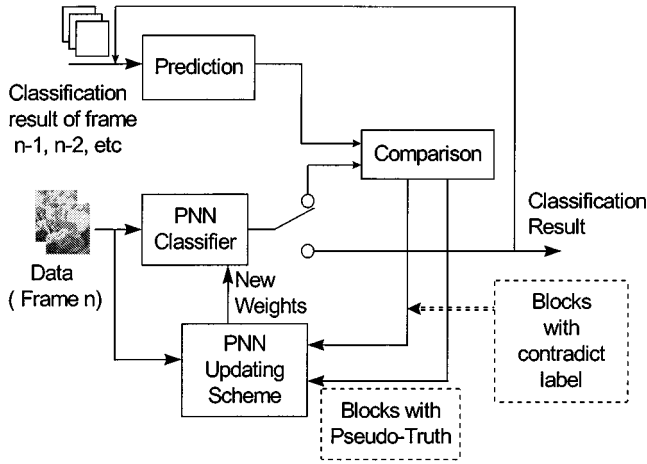 Prediction
Classification
result of frame
n-1, n-2, etc
Comparison
PNN
Classifier
Classification
Result
Data
( Frame n)
New
Weights
PNN
Updating
Scheme
Blocks
with
contradict
label
Blocks with
Pseudo-Truth